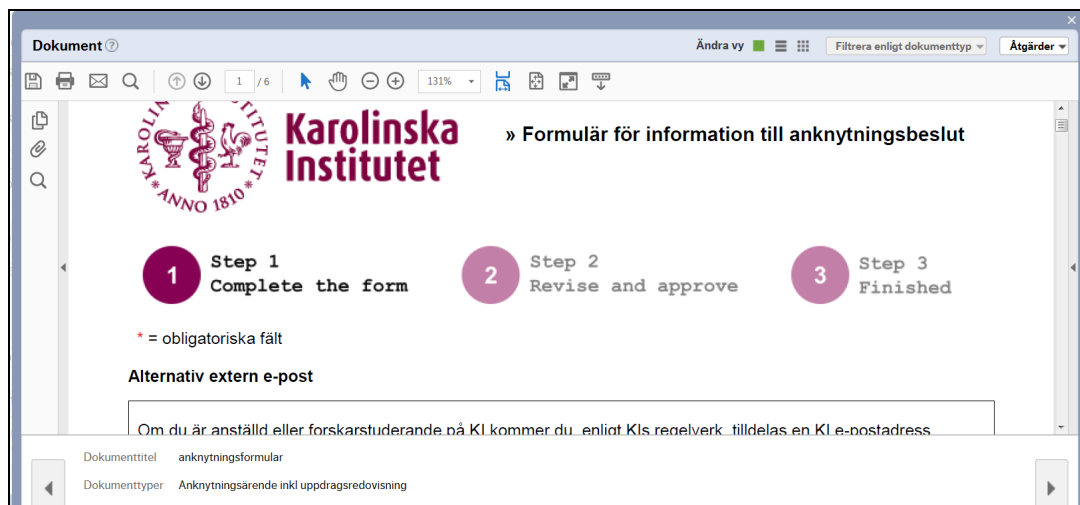 Dokument
Ändra vy
Filtrera enligt dokumenttyp
Åtgärder
1 / 6
131%
KAROLINSKA INSTITUTET
* ANNO 1810 *
Karolinska
Institutet
» Formulär för information till anknytningsbeslut
1
Step 1
Complete the form
2
Step 2
Revise and approve
3
Step 3
Finished
* = obligatoriska fält
Alternativ extern e-post
Om du är anställd eller forskarstuderande på KI kommer du, enligt KIs regelverk, tilldelas en KI e-postadress
Dokumenttitel anknytningsformular
Dokumenttyper Anknytningsärende inkl uppdragsredovisning